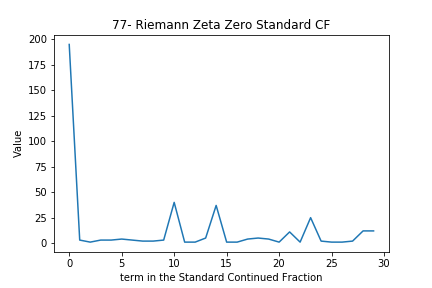 77- Riemann Zeta Zero Standard CF
200
175
150
125
100
75
50
25
0
Value
0 5 10 15 20 25 30
term in the Standard Continued Fraction